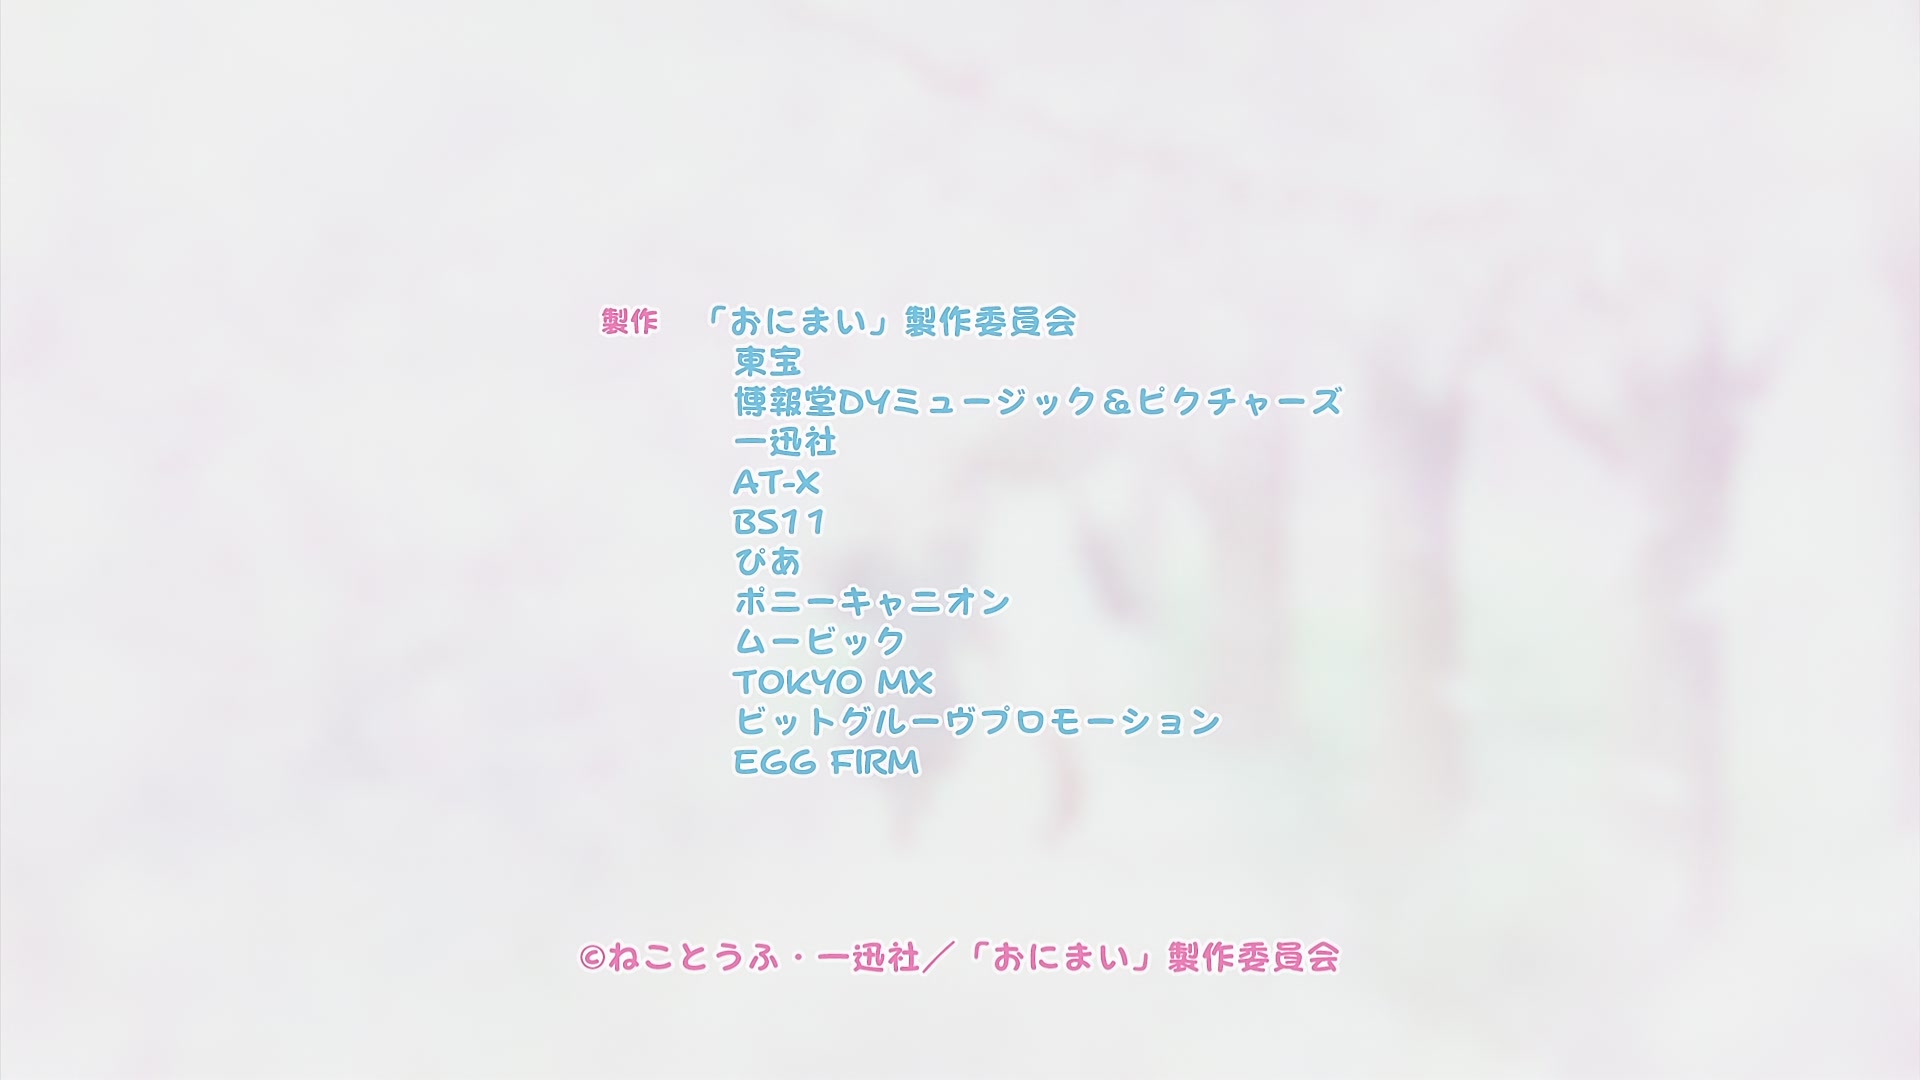 製作 「おにまい」製作委員会
東宝
博報堂DYミュージック＆ピクチャーズ
一迅社
AT-X
BS11
ぴあ
ポニーキャニオン
ムービック
TOKYO MX
ビットグルーヴプロモーション
EGG FIRM
©ねことうふ・一迅社／「おにまい」製作委員会